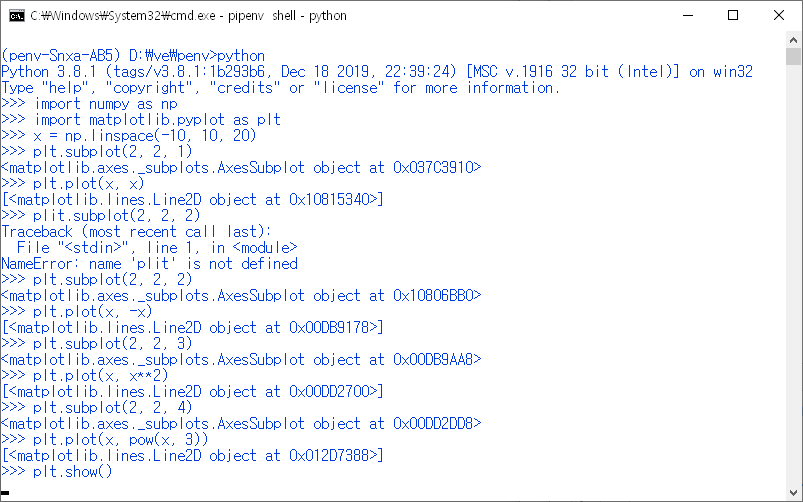 C:\Windows\System32\cmd.exe - pipenv  shell - python
(penv-Snxa-AB5) D:\ve\penv>python
Python 3.8.1 (tags/v3.8.1:1b293b6, Dec 18 2019, 22:39:24) [MSC v.1916 32 bit (Intel)] on win32
Type "help", "copyright", "credits" or "license" for more information.
>>> import numpy as np
>>> import matplotlib.pyplot as plt
>>> x = np.linspace(-10, 10, 20)
>>> plt.subplot(2, 2, 1)
<matplotlib.axes._subplots.AxesSubplot object at 0x037C3910>
>>> plt.plot(x, x)
[<matplotlib.lines.Line2D object at 0x10815340>]
>>> plit.subplot(2, 2, 2)
Traceback (most recent call last):
  File "<stdin>", line 1, in <module>
NameError: name 'plit' is not defined
>>> plt.subplot(2, 2, 2)
<matplotlib.axes._subplots.AxesSubplot object at 0x10806BB0>
>>> plt.plot(x, -x)
[<matplotlib.lines.Line2D object at 0x00DB9178>]
>>> plt.subplot(2, 2, 3)
<matplotlib.axes._subplots.AxesSubplot object at 0x00DB9AA8>
>>> plt.plot(x, x**2)
[<matplotlib.lines.Line2D object at 0x00DD2700>]
>>> plt.subplot(2, 2, 4)
<matplotlib.axes._subplots.AxesSubplot object at 0x00DD2DD8>
>>> plt.plot(x, pow(x, 3))
[<matplotlib.lines.Line2D object at 0x012D7388>]
>>> plt.show()